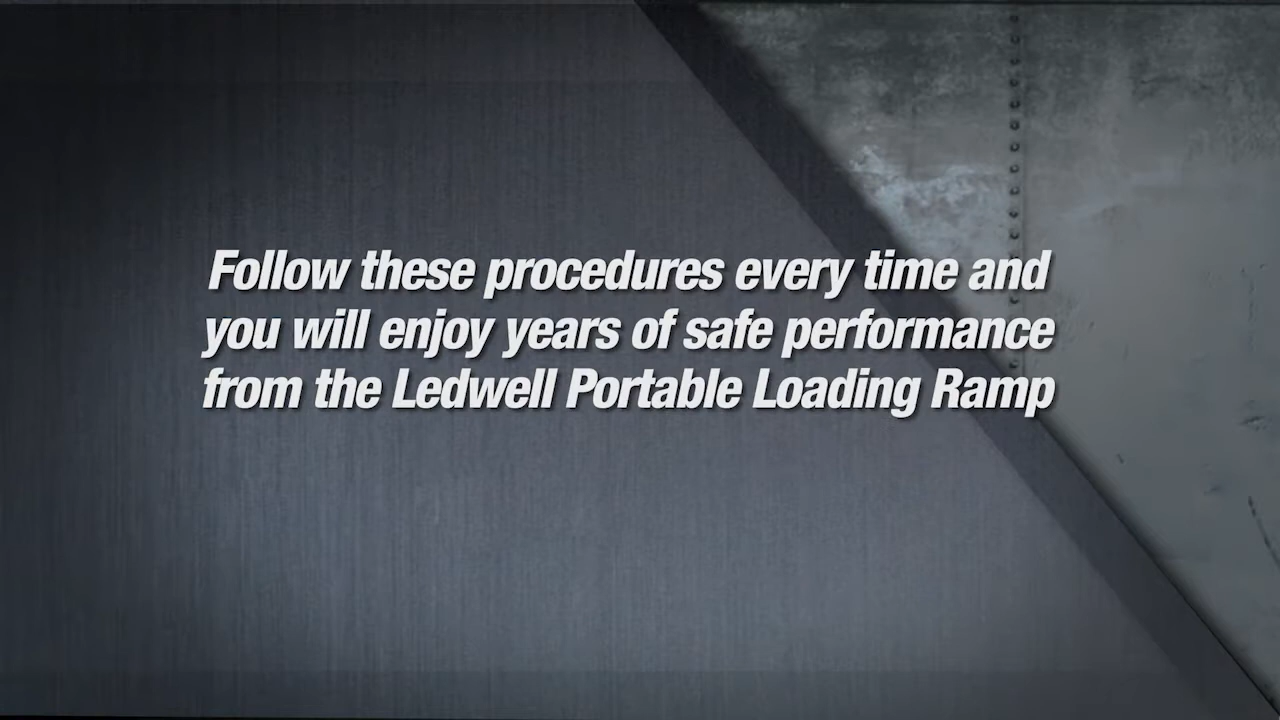 Follow these procedures every time and
you will enjoy years of safe performance
from the Ledwell Portable Loading Ramp